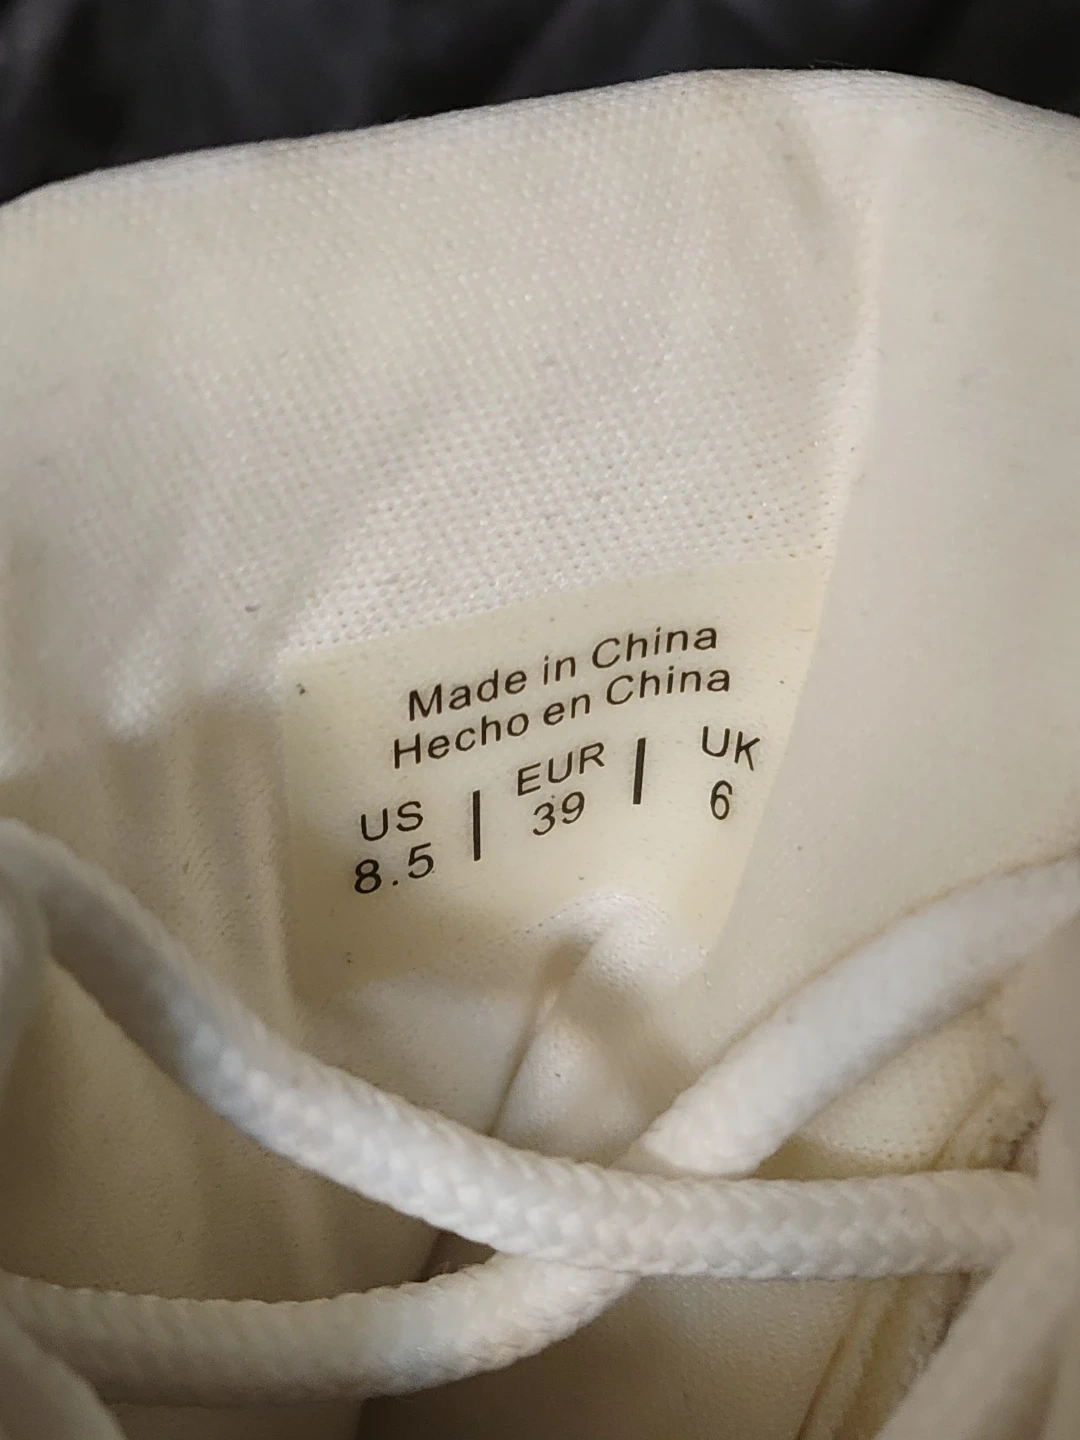 Made in China
Hecho en China
US | EUR | UK
8.5 39 6